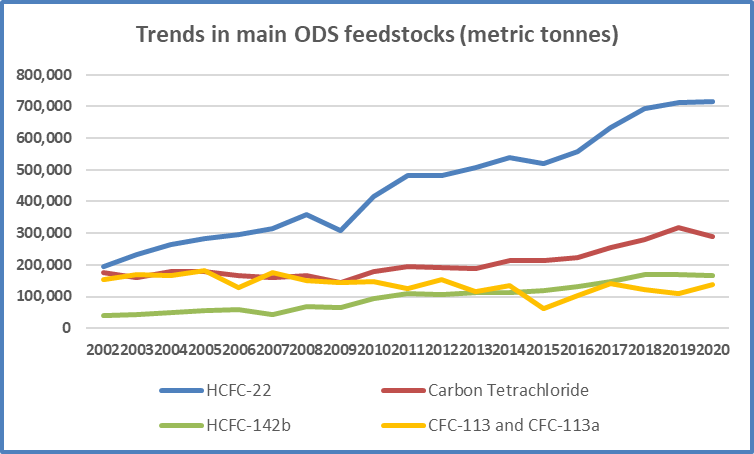 Trends in main ODS feedstocks (metric tonnes)
800,000
700,000
600,000
500,000
400,000
300,000
200,000
100,000
0
2002 2003 2004 2005 2006 2007 2008 2009 2010 2011 2012 2013 2014 2015 2016 2017 2018 2019 2020
HCFC-22 Carbon Tetrachloride
HCFC-142b CFC-113 and CFC-113a